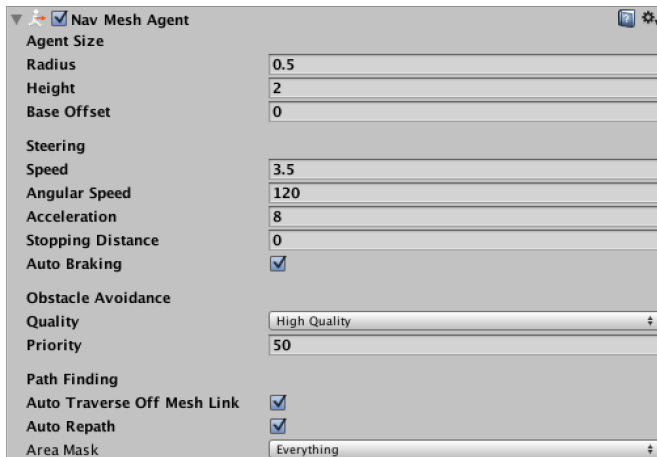 Nav Mesh Agent
Agent Size
Radius 0.5
Height 2
Base Offset 0
Steering
Speed 3.5
Angular Speed 120
Acceleration 8
Stopping Distance 0
Auto Braking
Obstacle Avoidance
Quality High Quality
Priority 50
Path Finding
Auto Traverse Off Mesh Link
Auto Repath
Area Mask Everything